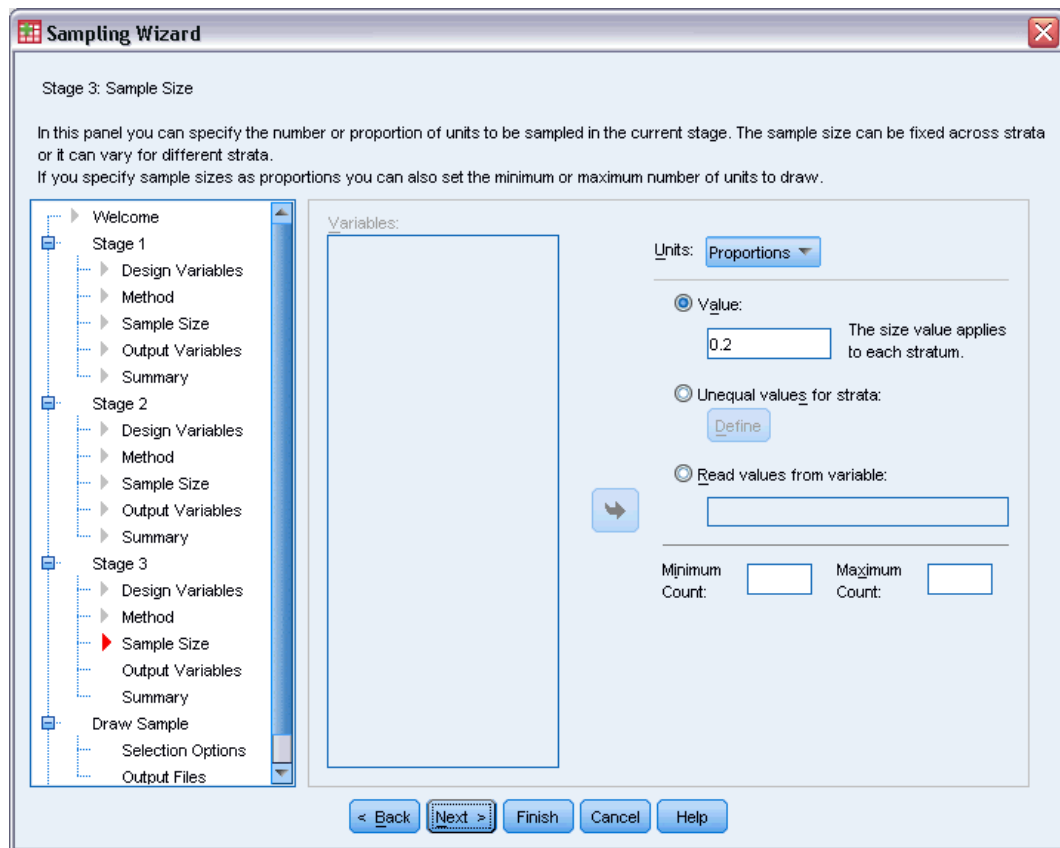 Sampling Wizard
Stage 3: Sample Size
In this panel you can specify the number or proportion of units to be sampled in the current stage. The sample size can be fixed across strata
or it can vary for different strata.
If you specify sample sizes as proportions you can also set the minimum or maximum number of units to draw.
Welcome
Stage 1
Design Variables
Method
Sample Size
Output Variables
Summary
Stage 2
Design Variables
Method
Sample Size
Output Variables
Summary
Stage 3
Design Variables
Method
Sample Size
Output Variables
Summary
Draw Sample
Selection Options
Output Files
Variables:
Units: Proportions
Value:
0.2
The size value applies
to each stratum.
Unequal values for strata:
Define
Read values from variable:
Minimum
Count:
Maximum
Count:
< Back
Next >
Finish
Cancel
Help